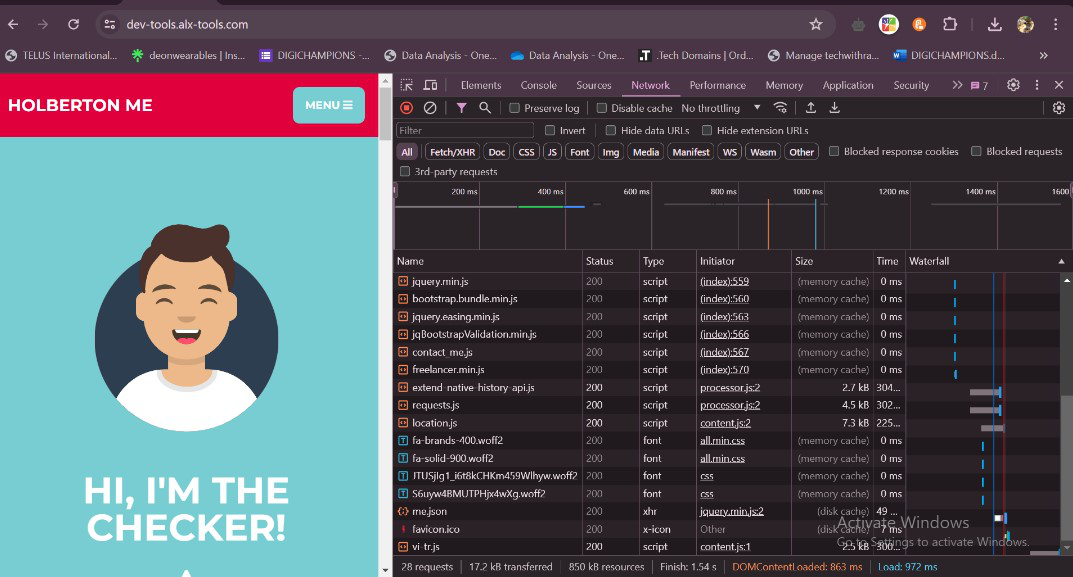 dev-tools.alx-tools.com
TELUS International...
deonwearables | Ins...
DIGICHAMPIONS -...
Data Analysis - One...
Data Analysis - One...
.Tech Domains | Ord...
Manage techwithra...
DIGICHAMPIONS.d...
»
HOLBERTON ME
MENU
HI, I'M THE
CHECKER!
Elements Console Sources Network Performance Memory Application Security » 7
Preserve log Disable cache No throttling
Filter Invert Hide data URLs Hide extension URLs
All Fetch/XHR Doc CSS JS Font Img Media Manifest WS Wasm Other Blocked response cookies Blocked requests
3rd-party requests
200 ms 400 ms 600 ms 800 ms 1000 ms 1200 ms 1400 ms 1600
Name Status Type Initiator Size Time Waterfall
jquery.min.js 200 script (index):559 (memory cache) 0 ms
bootstrap.bundle.min.js 200 script (index):560 (memory cache) 0 ms
jquery.easing.min.js 200 script (index):563 (memory cache) 0 ms
jqBootstrapValidation.min.js 200 script (index):566 (memory cache) 0 ms
contact_me.js 200 script (index):567 (memory cache) 0 ms
freelancer.min.js 200 script (index):570 (memory cache) 0 ms
extend-native-history-api.js 200 script processor.js:2 2.7 kB 304...
requests.js 200 script processor.js:2 4.5 kB 302...
location.js 200 script content.js:2 7.3 kB 225...
fa-brands-400.woff2 200 font all.min.css (memory cache) 0 ms
fa-solid-900.woff2 200 font all.min.css (memory cache) 0 ms
JTUSjIg1_i6t8kCHKm459Wlhyw.woff2 200 font css (memory cache) 0 ms
S6uyw4BMUTPHjx4wXg.woff2 200 font css (memory cache) 0 ms
me.json 200 xhr jquery.min.js:2 (disk cache) 49 ...
favicon.ico 200 x-icon Other (disk cache) 7 ms
vi-tr.js 200 script content.js:1 2.5 kB 300...
Activate Windows
Go to Settings to activate Windows.
28 requests 17.2 kB transferred 850 kB resources Finish: 1.54 s DOMContentLoaded: 863 ms Load: 972 ms